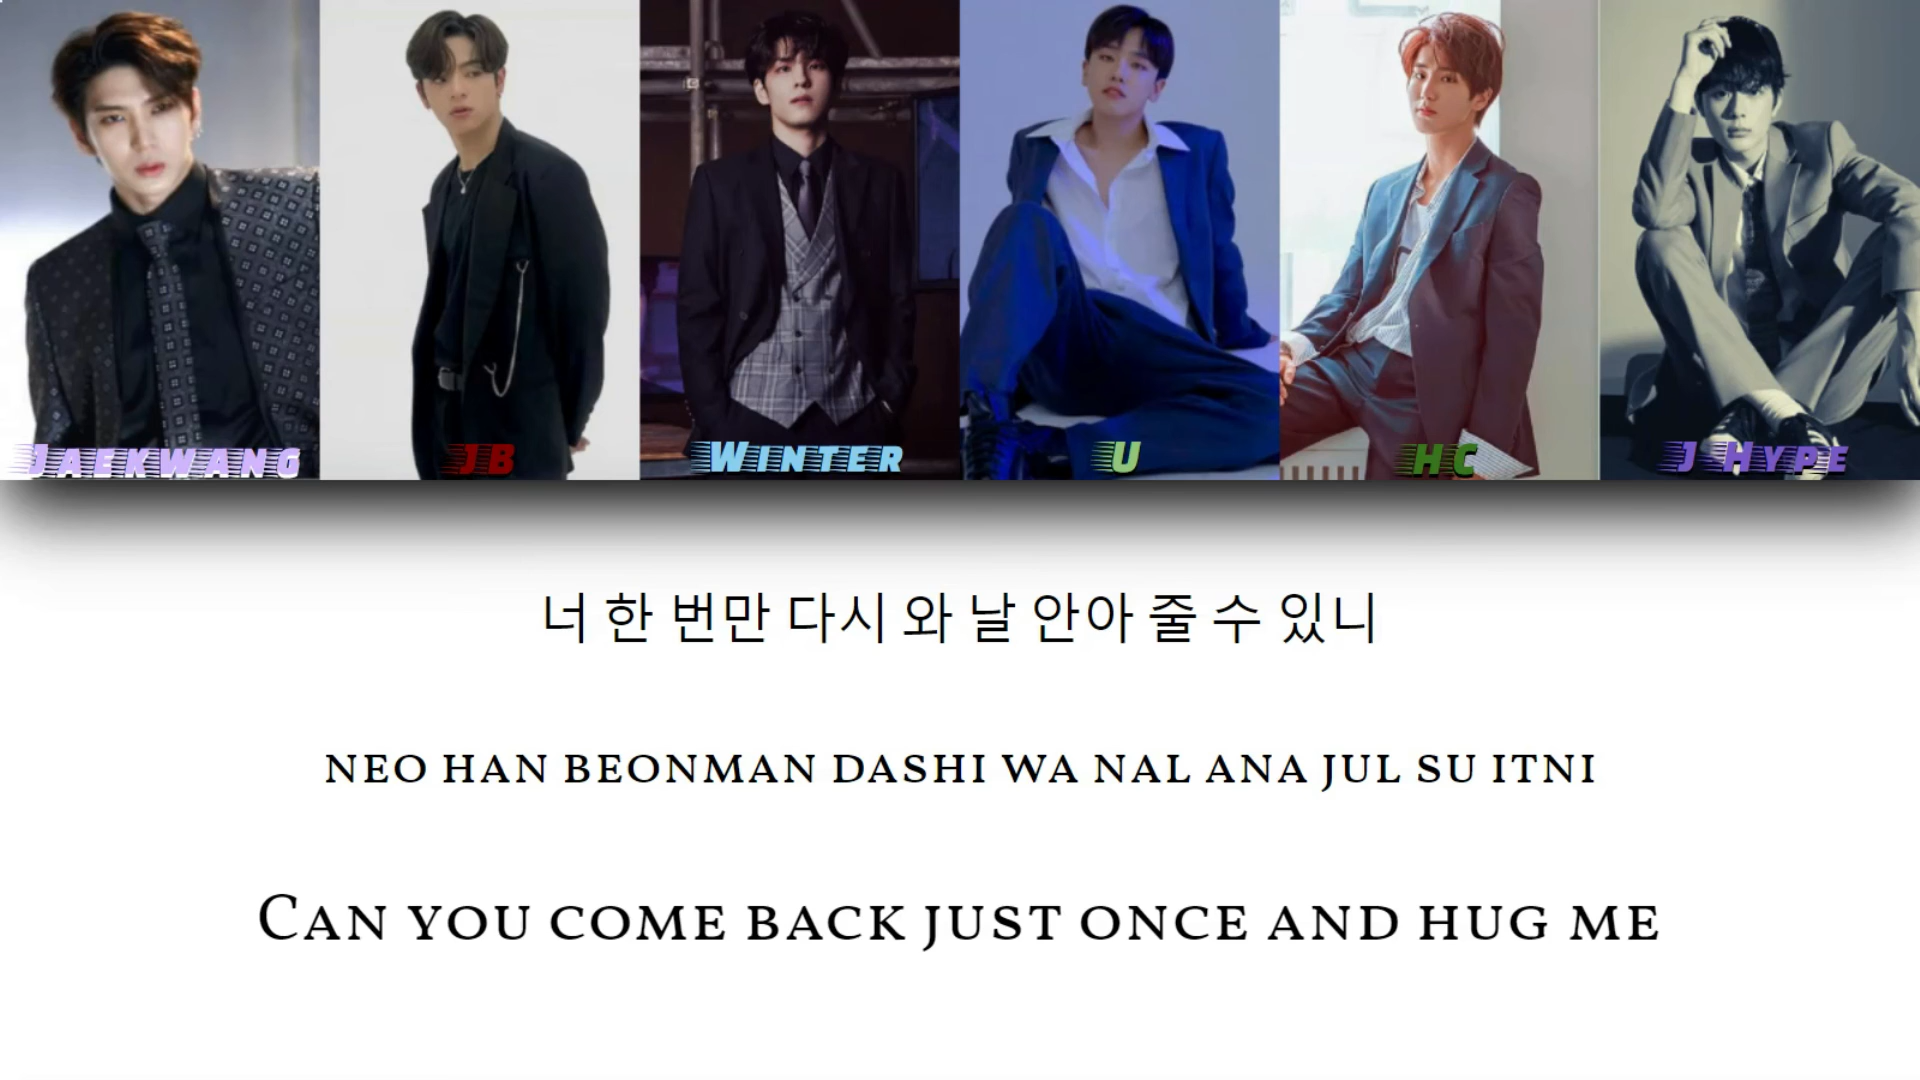 Jaekwang JB Winter U HC J Hype
너 한 번만 다시 와 날 안아 줄 수 있니
neo han beonman dashi wa nal ana jul su itni
Can you come back just once and hug me